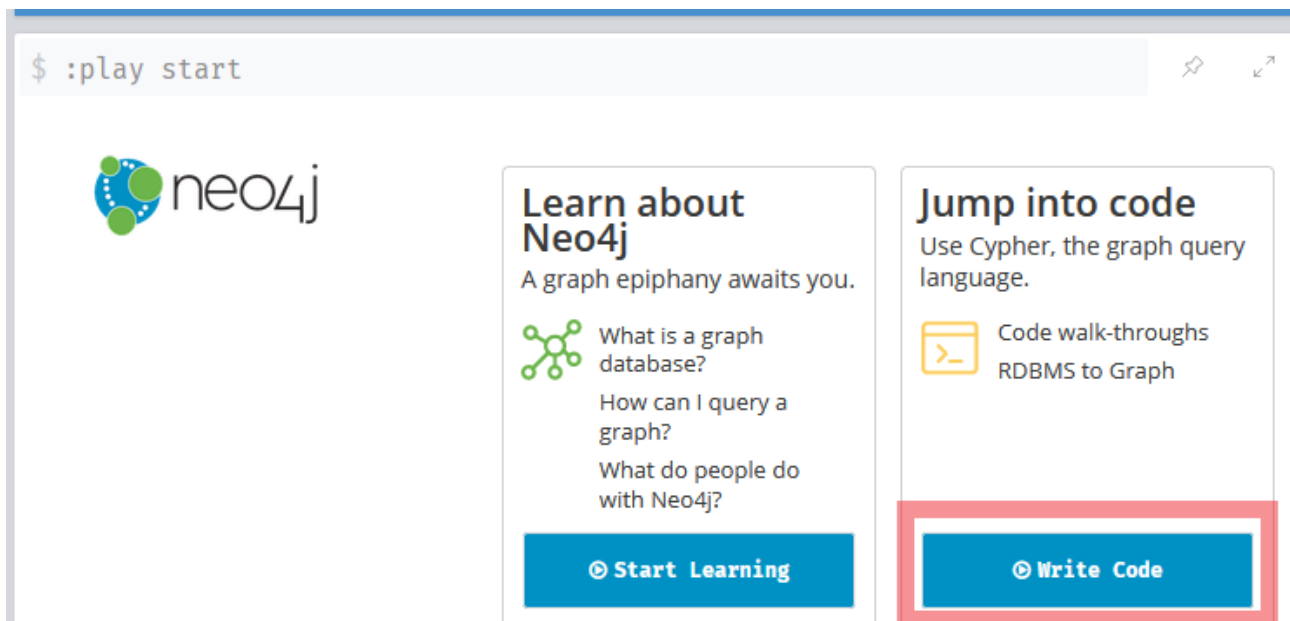 $ :play start
neo4j
Learn about
Neo4j
A graph epiphany awaits you.
What is a graph
database?
How can I query a
graph?
What do people do
with Neo4j?
Start Learning
Jump into code
Use Cypher, the graph query
language.
Code walk-throughs
RDBMS to Graph
Write Code